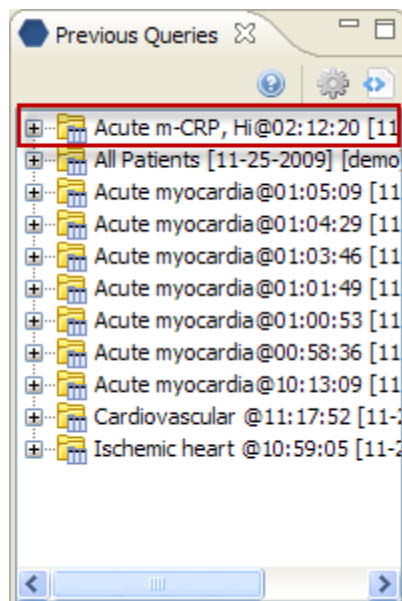 Previous Queries
Acute m-CRP, Hi@02:12:20 [11
All Patients [11-25-2009] [demo]
Acute myocardia@01:05:09 [11
Acute myocardia@01:04:29 [11
Acute myocardia@01:03:46 [11
Acute myocardia@01:01:49 [11
Acute myocardia@01:00:53 [11
Acute myocardia@00:58:36 [11
Acute myocardia@10:13:09 [11
Cardiovascular @11:17:52 [11-2
Ischemic heart @10:59:05 [11-2